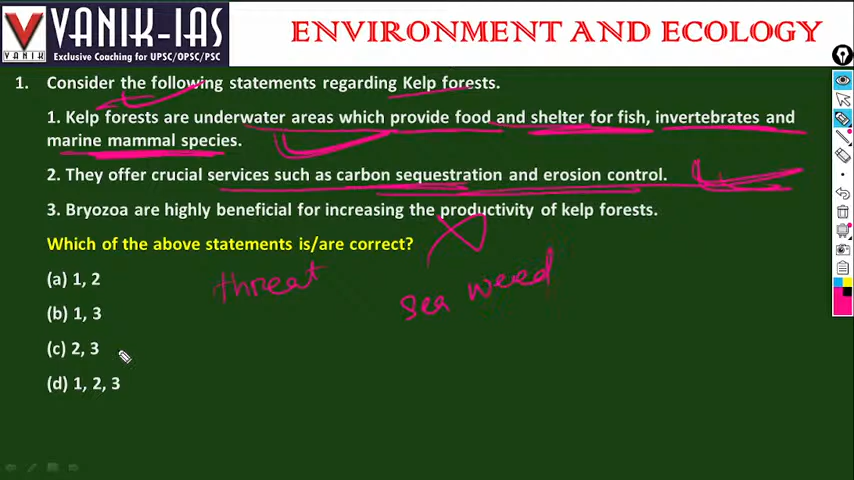 VANIK-IAS
Exclusive Coaching for UPSC/OPSC/PSC
VANIK
ENVIRONMENT AND ECOLOGY
1. Consider the following statements regarding Kelp forests.
1. Kelp forests are underwater areas which provide food and shelter for fish, invertebrates and
marine mammal species.
2. They offer crucial services such as carbon sequestration and erosion control.
3. Bryozoa are highly beneficial for increasing the productivity of kelp forests.
Which of the above statements is/are correct?
(a) 1, 2
threat
sea weed
(b) 1, 3
(c) 2, 3
(d) 1, 2, 3